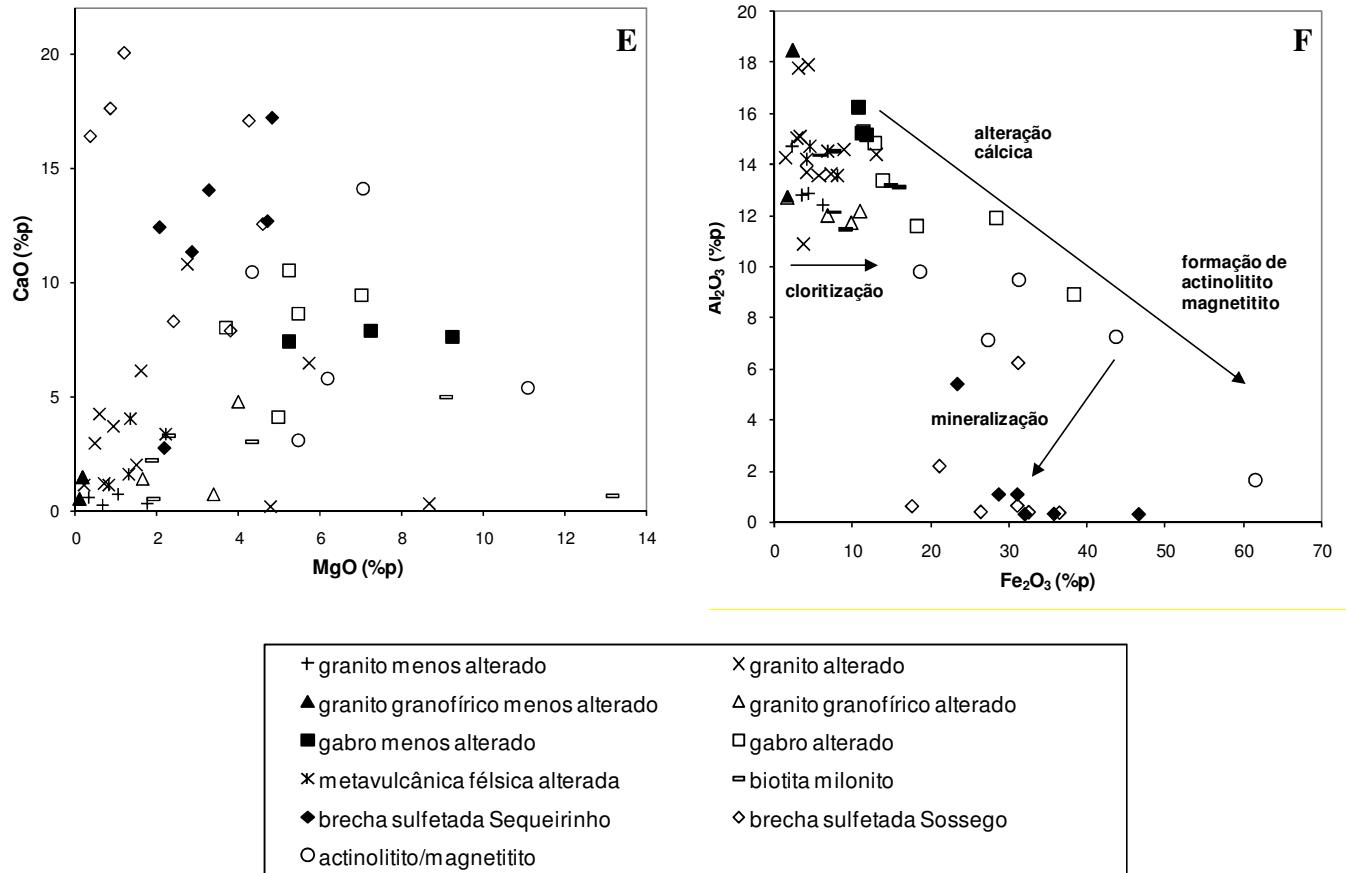 E
20
15
10
5
0
CaO (%p)
0 2 4 6 8 10 12 14
MgO (%p)
F
20
18
16
14
12
10
8
6
4
2
0
Al₂O₃ (%p)
alteração
cálcica
cloritização
formação de
actinolitito
magnetitito
mineralização
0 10 20 30 40 50 60 70
Fe₂O₃ (%p)
granito menos alterado
granito alterado
granito granofírico menos alterado
granito granofírico alterado
gabro menos alterado
gabro alterado
metavulcânica félsica alterada
biotita milonito
brecha sulfetada Sequeirinho
brecha sulfetada Sossego
actinolitito/magnetitito